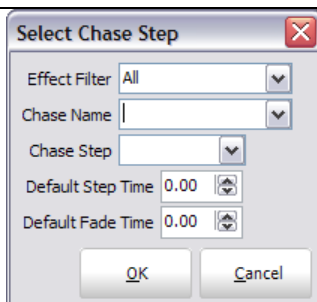 Select Chase Step
Effect Filter All
Chase Name
Chase Step
Default Step Time 0.00
Default Fade Time 0.00
OK Cancel